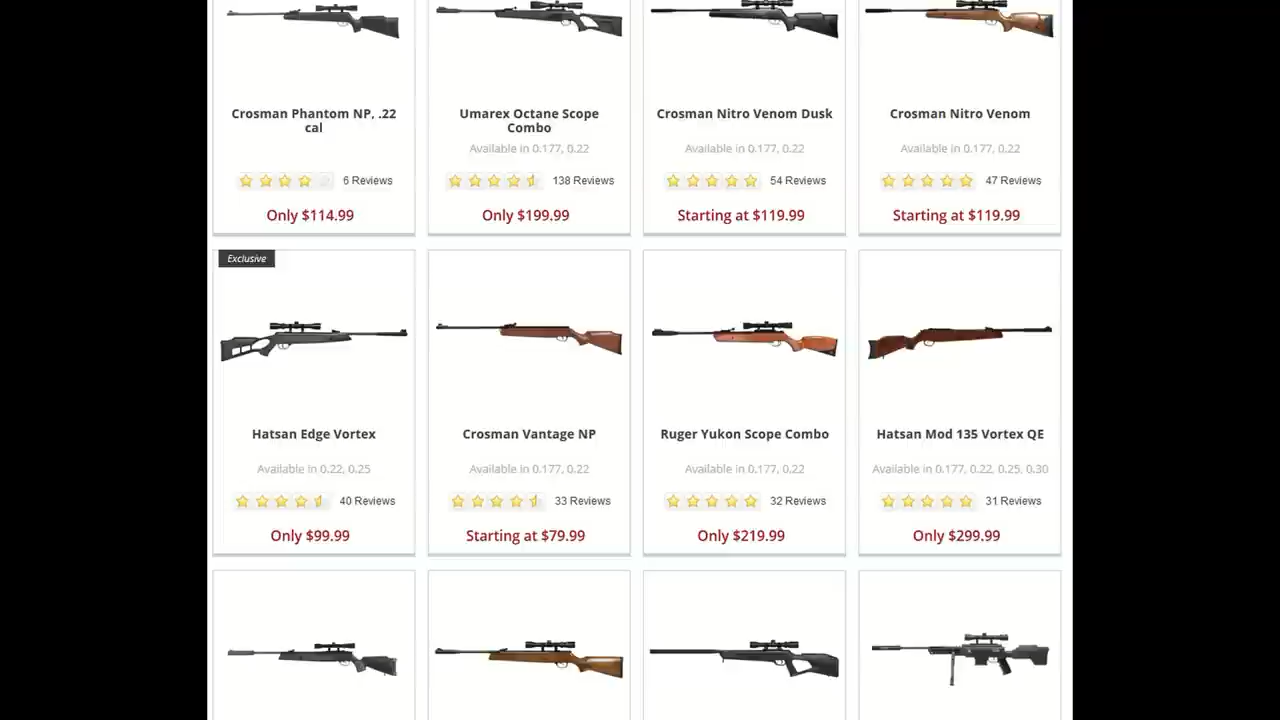 Crosman Phantom NP, .22
cal
6 Reviews
Only $114.99
Umarex Octane Scope
Combo
Available in 0.177, 0.22
138 Reviews
Only $199.99
Crosman Nitro Venom Dusk
Available in 0.177, 0.22
54 Reviews
Starting at $119.99
Crosman Nitro Venom
Available in 0.177, 0.22
47 Reviews
Starting at $119.99
Exclusive
Hatsan Edge Vortex
Available in 0.22, 0.25
40 Reviews
Only $99.99
Crosman Vantage NP
Available in 0.177, 0.22
33 Reviews
Starting at $79.99
Ruger Yukon Scope Combo
Available in 0.177, 0.22
32 Reviews
Only $219.99
Hatsan Mod 135 Vortex QE
Available in 0.177, 0.22, 0.25, 0.30
31 Reviews
Only $299.99